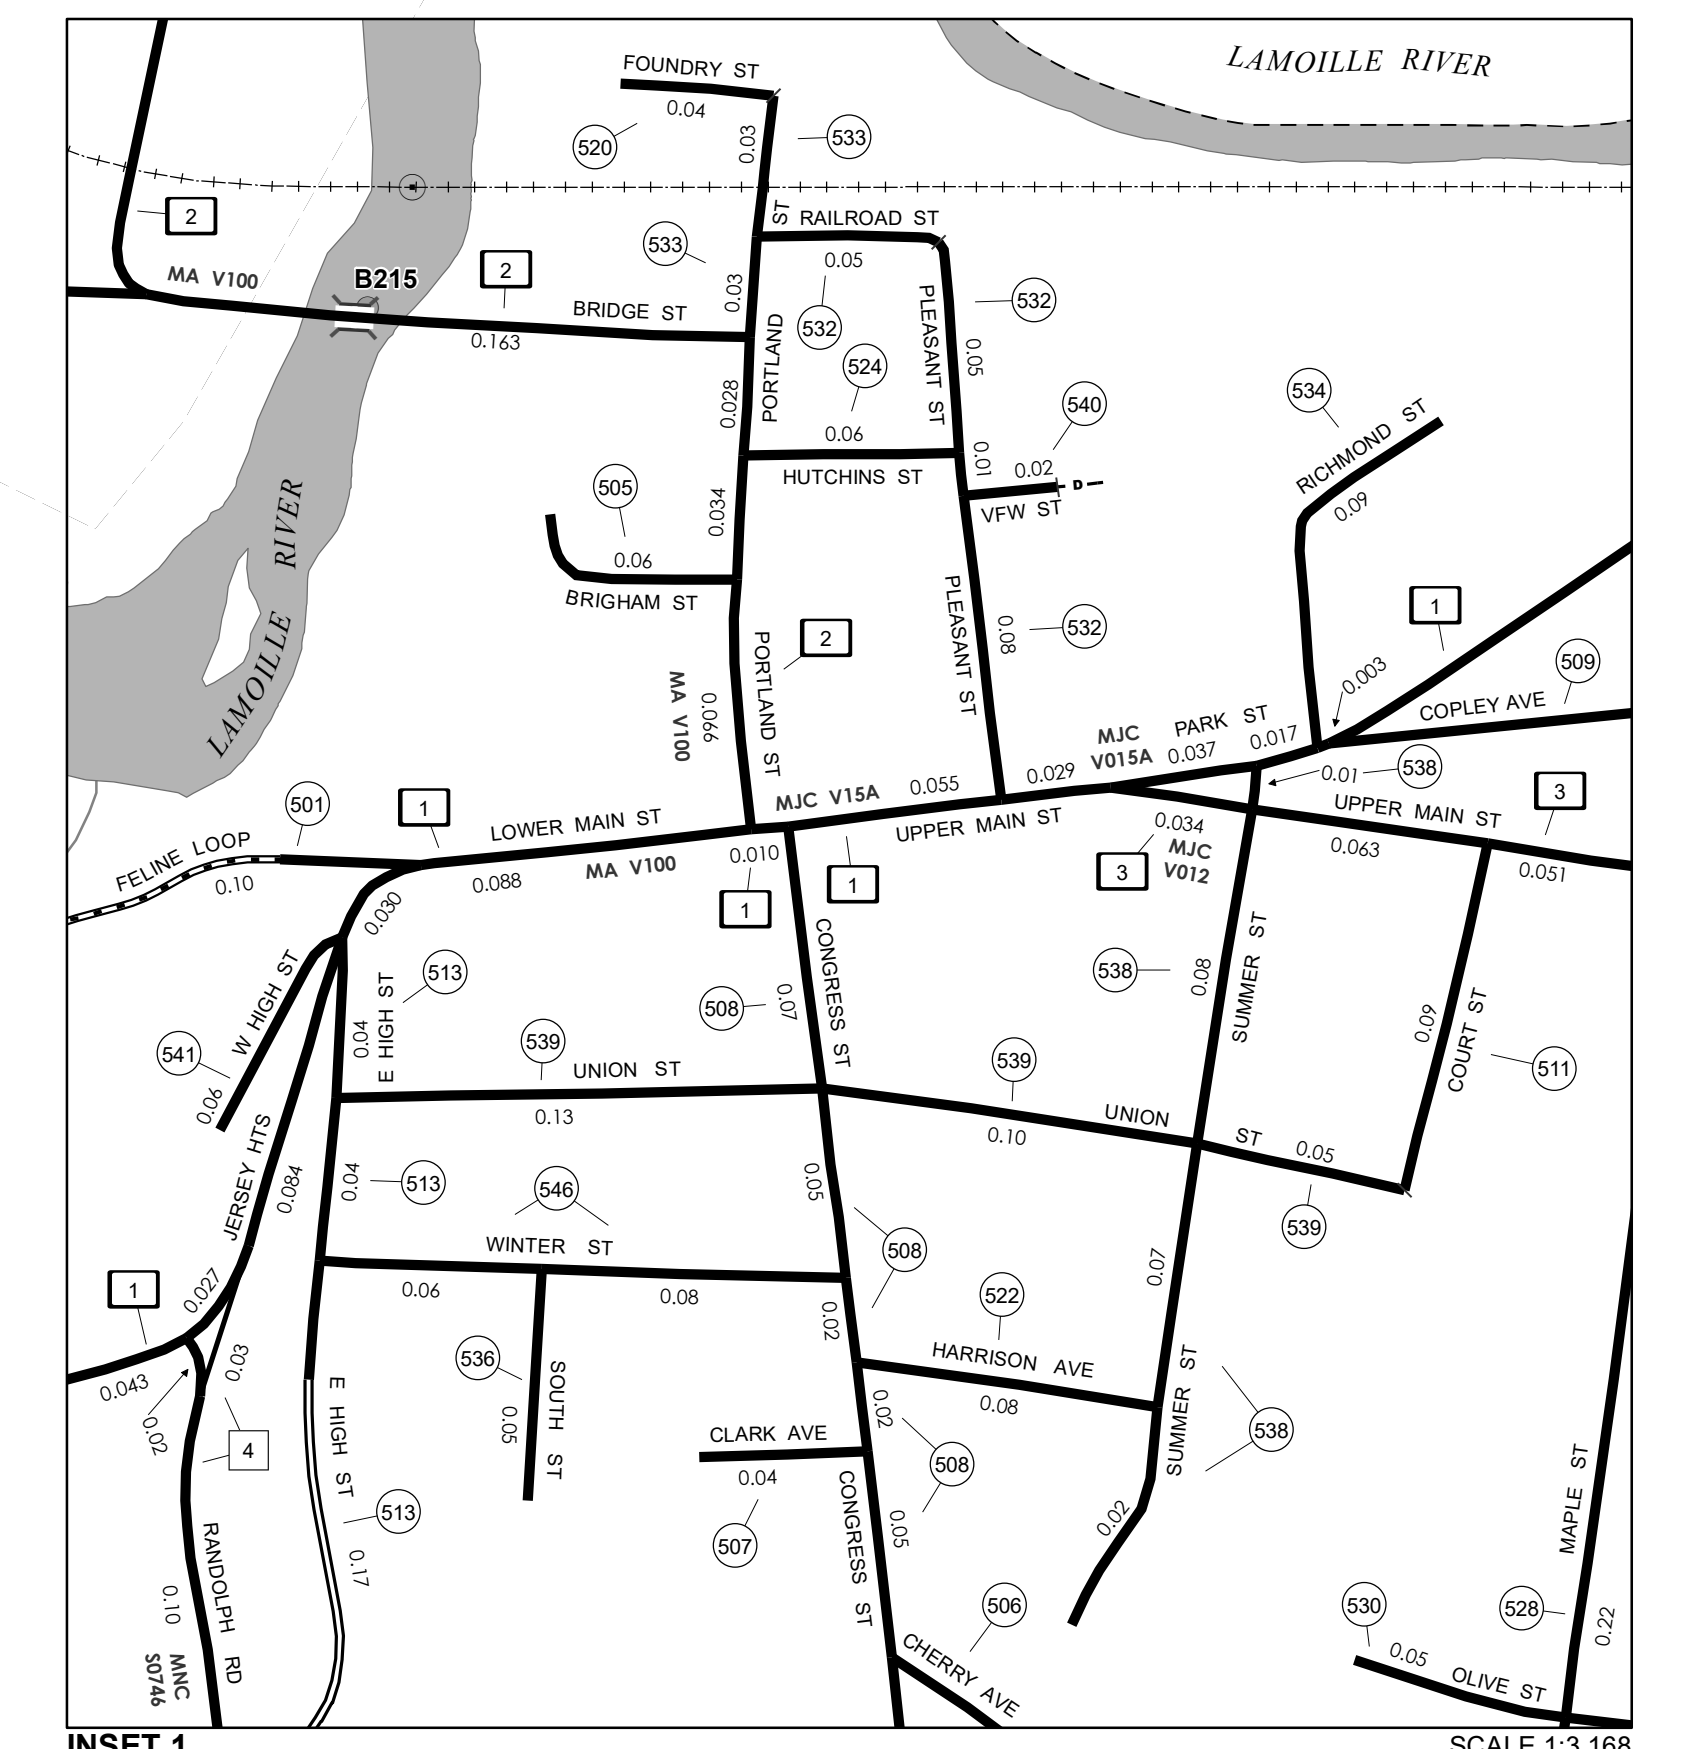 LAMOILLE RIVER
FOUNDRY ST
0.04
520
0.03
533
2
ST
RAILROAD ST
0.05
533
2
MA V100
B215
BRIDGE ST
0.163
0.03
532
PLEASANT ST
532
0.05
PORTLAND
524
0.028
0.06
HUTCHINS ST
0.01
0.02
540
D
VFW ST
534
RICHMOND ST
0.09
505
0.06
BRIGHAM ST
0.034
LAMOILLE RIVER
PORTLAND ST
2
MA V100
0.066
PLEASANT ST
0.08
532
1
0.003
509
COPLEY AVE
PARK ST
MJC
V015A
0.037
0.017
0.01
538
3
UPPER MAIN ST
0.063
0.051
501
FELINE LOOP
0.10
1
LOWER MAIN ST
MA V100
0.088
MJC V15A
0.055
0.029
UPPER MAIN ST
0.010
1
1
0.034
3
MJC
V012
0.030
W HIGH ST
541
0.06
E HIGH ST
513
0.04
508
0.07
CONGRESS ST
538
0.08
SUMMER ST
0.09
COURT ST
511
539
UNION ST
0.13
539
UNION ST
0.10
0.05
539
JERSEY HTS
0.084
0.04
513
546
WINTER ST
0.06
0.08
0.05
508
0.02
0.07
522
HARRISON AVE
0.08
1
0.027
0.043
0.02
0.03
4
E HIGH ST
513
0.17
536
SOUTH ST
0.05
CLARK AVE
0.04
507
0.02
508
CONGRESS ST
0.05
SUMMER ST
538
0.02
RANDOLPH RD
0.10
MNC
S0746
506
CHERRY AVE
530
0.05
OLIVE ST
528
MAPLE ST
0.22
INSET 1
SCALE 1:3,168